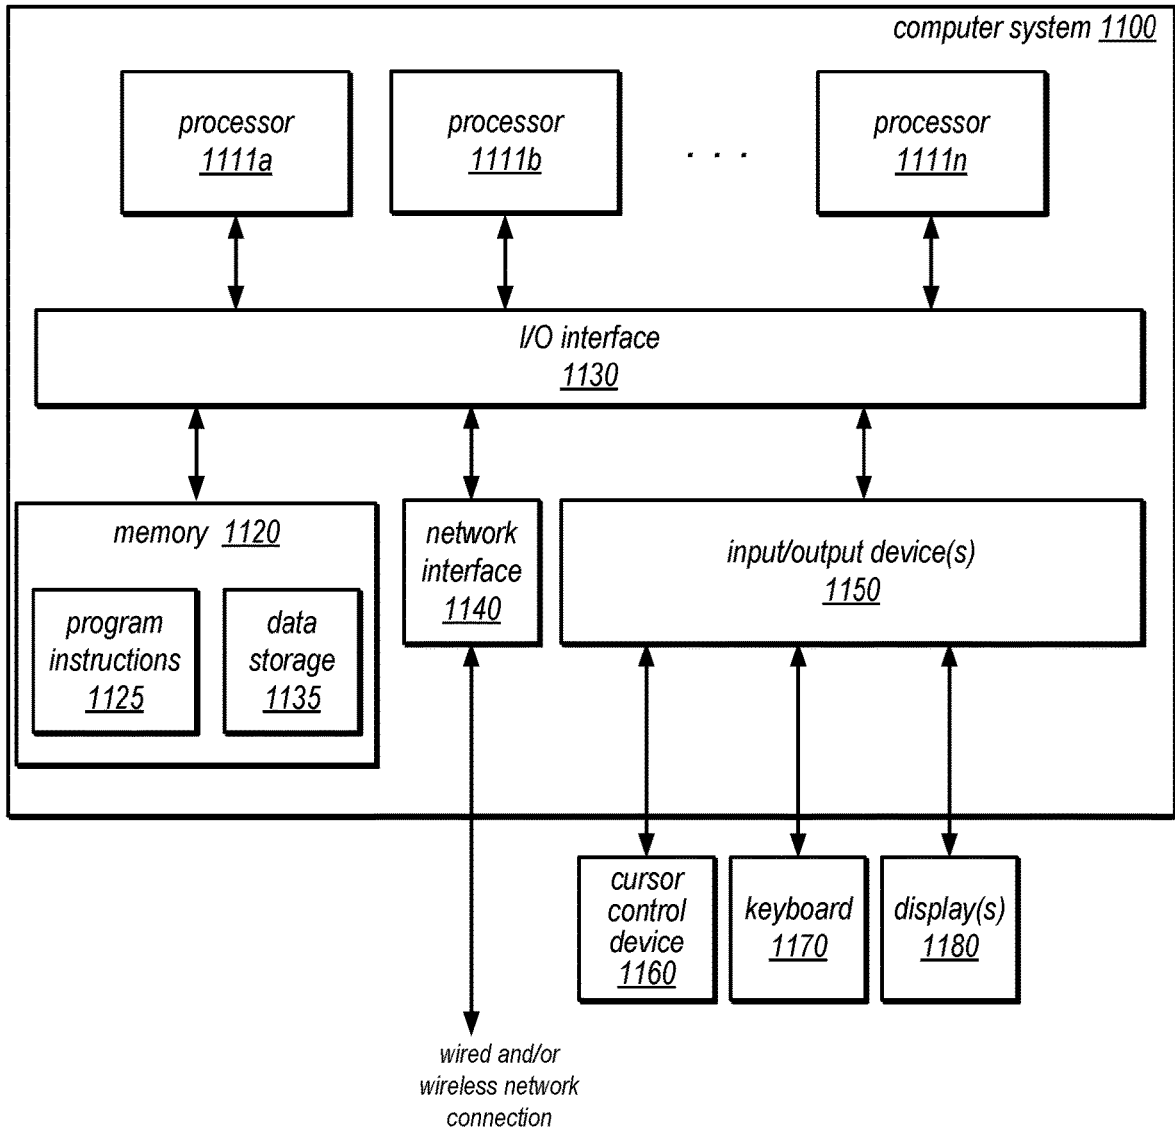 computer system 1100
processor
1111a
processor
1111b
. . .
processor
1111n
I/O interface
1130
memory 1120
program
instructions
1125
data
storage
1135
network
interface
1140
input/output device(s)
1150
cursor
control
device
1160
keyboard
1170
display(s)
1180
wired and/or
wireless network
connection